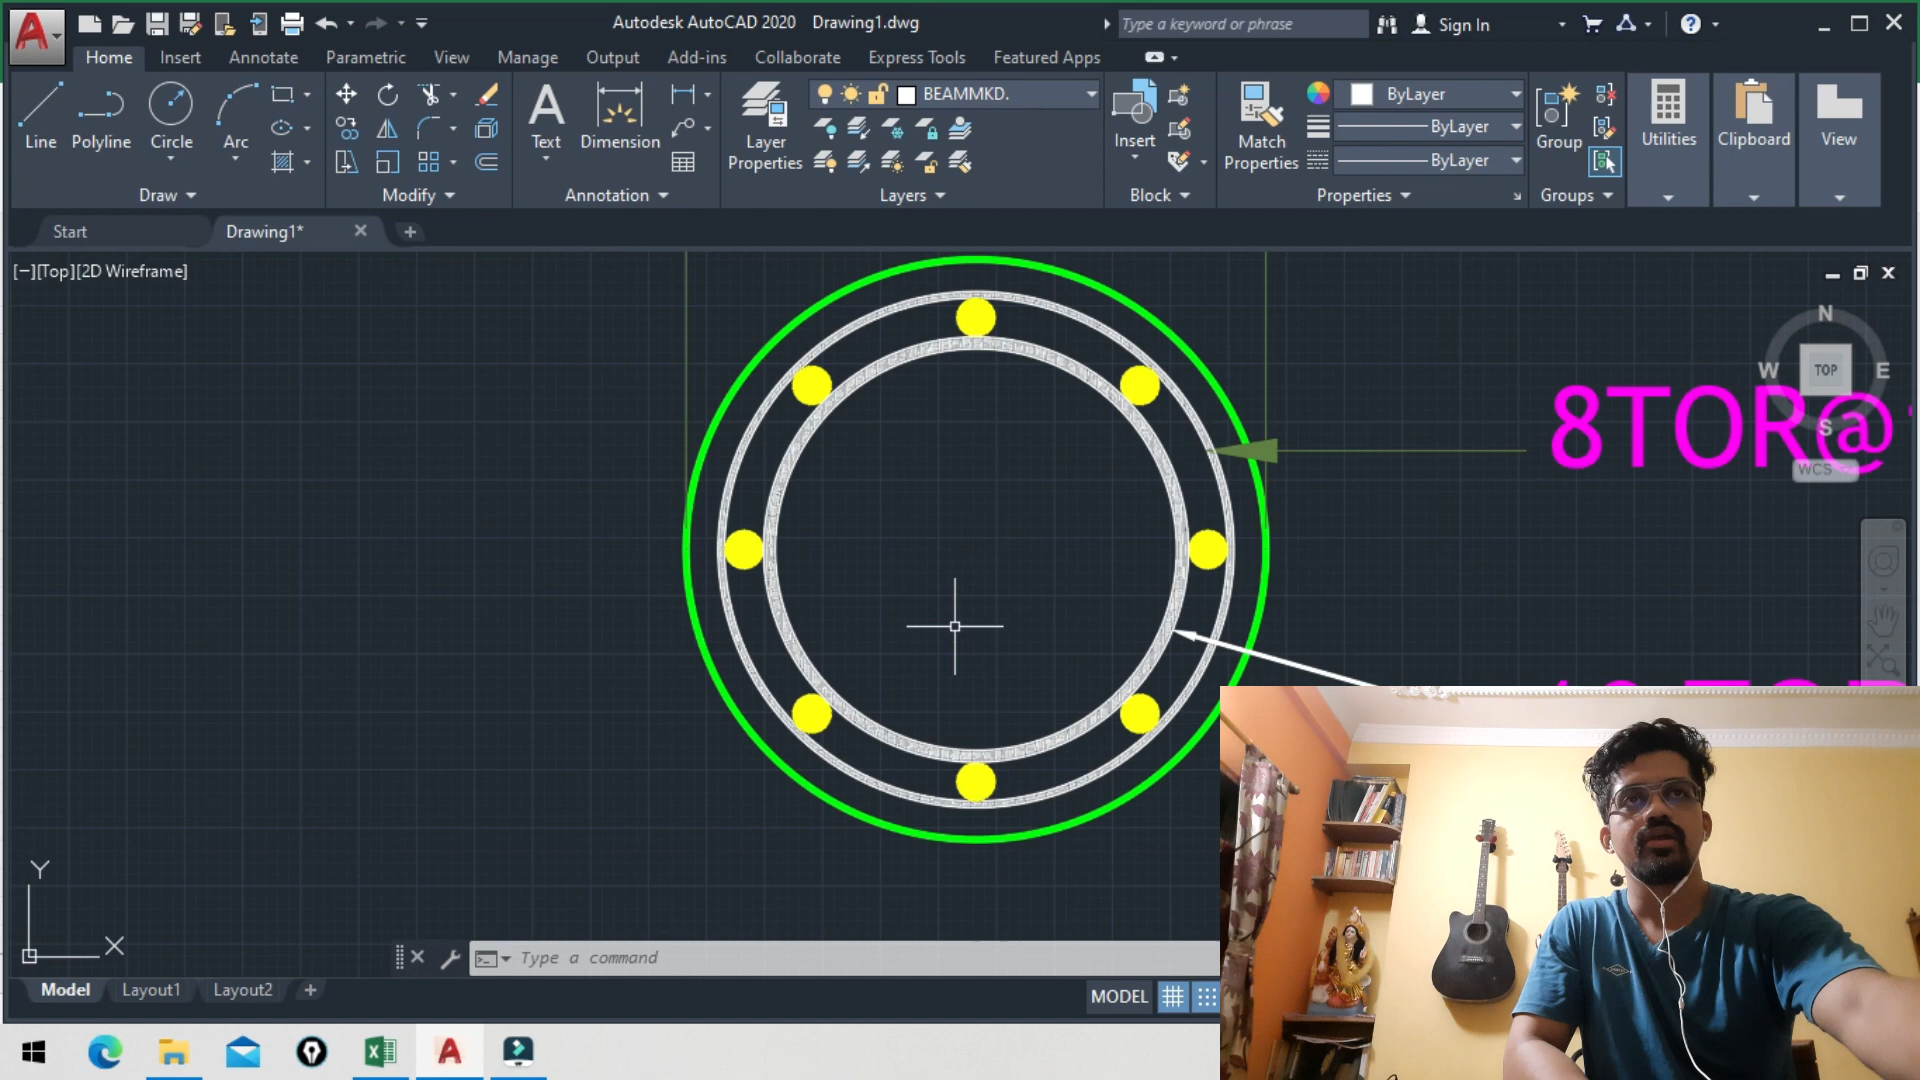 Autodesk AutoCAD 2020 Drawing1.dwg
Type a keyword or phrase
Sign In
Home Insert Annotate Parametric View Manage Output Add-ins Collaborate Express Tools Featured Apps
BEAMMKD.
ByLayer
ByLayer
ByLayer
Line Polyline Circle Arc
Text Dimension
Layer Properties
Insert
Match Properties
Group
Utilities
Clipboard
View
Draw Modify Annotation Layers Block Properties Groups
Start Drawing1*
[−][Top][2D Wireframe]
N
W TOP E
S
WCS
8TOR@
Y
X
Type a command
Model Layout1 Layout2
MODEL